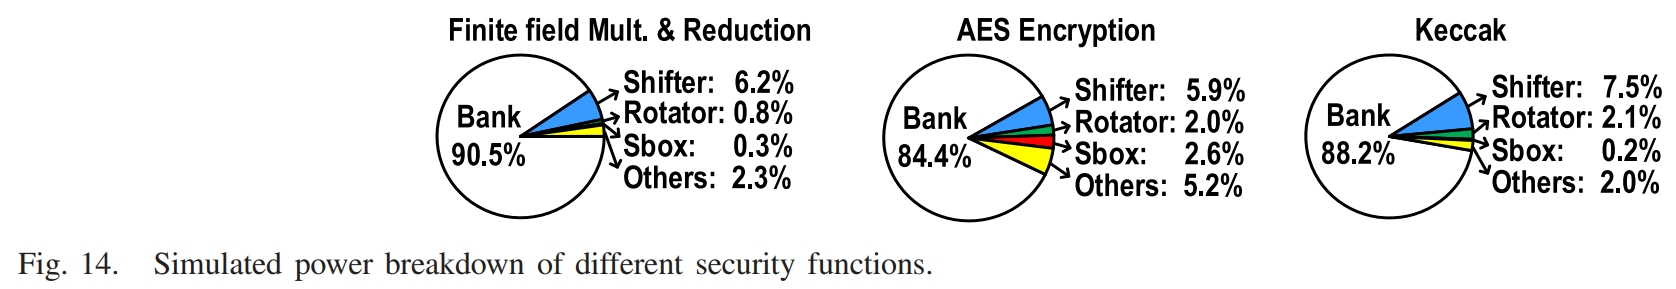 Finite field Mult. & Reduction
Bank
90.5%
Shifter: 6.2%
Rotator: 0.8%
Sbox: 0.3%
Others: 2.3%
AES Encryption
Bank
84.4%
Shifter: 5.9%
Rotator: 2.0%
Sbox: 2.6%
Others: 5.2%
Keccak
Bank
88.2%
Shifter: 7.5%
Rotator: 2.1%
Sbox: 0.2%
Others: 2.0%
Fig. 14. Simulated power breakdown of different security functions.